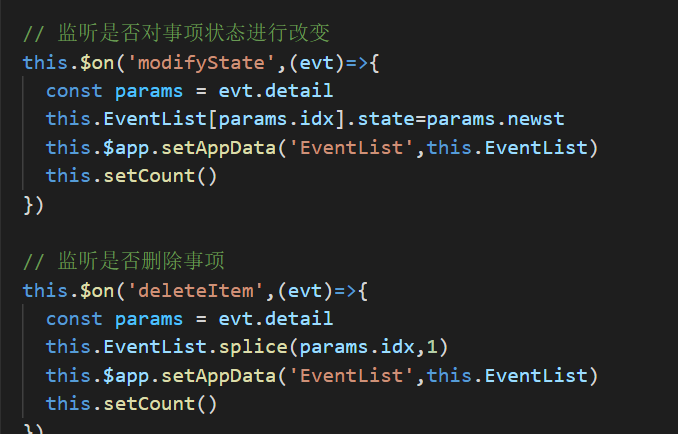 // 监听是否对事项状态进行改变
this.$on('modifyState',(evt)=>{
const params = evt.detail
this.EventList[params.idx].state=params.newst
this.$app.setAppData('EventList',this.EventList)
this.setCount()
})
// 监听是否删除事项
this.$on('deleteItem',(evt)=>{
const params = evt.detail
this.EventList.splice(params.idx,1)
this.$app.setAppData('EventList',this.EventList)
this.setCount()
})